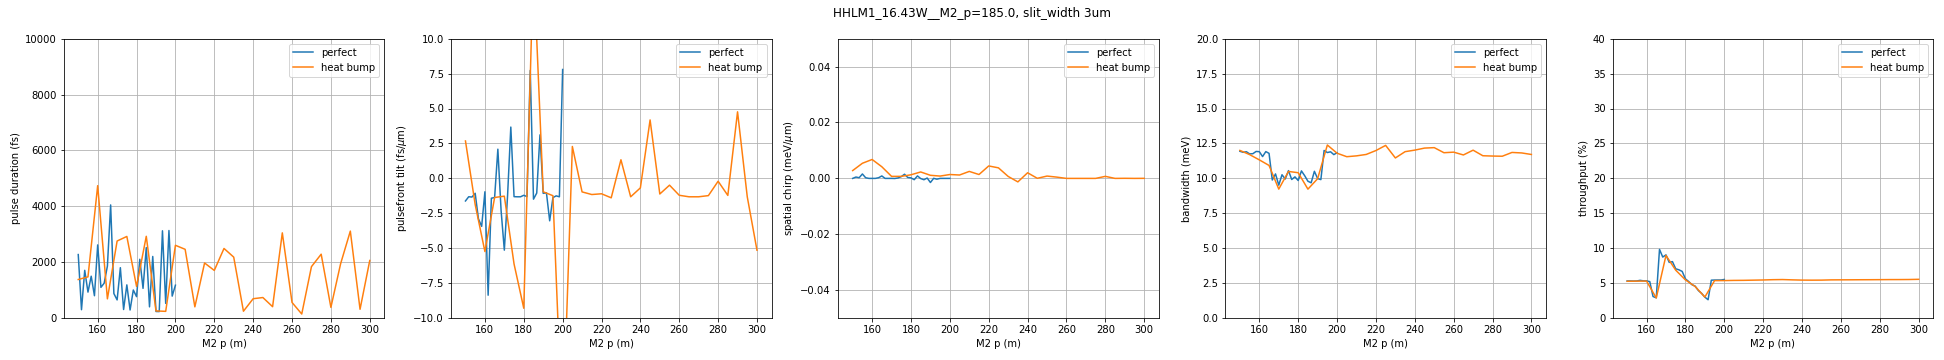 HHLM1_16.43W__M2_p=185.0, slit_width 3um
pulse duration (fs)
10000
8000
6000
4000
2000
0
160 180 200 220 240 260 280 300
M2 p (m)
perfect
heat bump
pulsefront tilt (fs/μm)
10.0
7.5
5.0
2.5
0.0
−2.5
−5.0
−7.5
−10.0
160 180 200 220 240 260 280 300
M2 p (m)
perfect
heat bump
spatial chirp (meV/μm)
0.04
0.02
0.00
−0.02
−0.04
160 180 200 220 240 260 280 300
M2 p (m)
perfect
heat bump
bandwidth (meV)
20.0
17.5
15.0
12.5
10.0
7.5
5.0
2.5
0.0
160 180 200 220 240 260 280 300
M2 p (m)
perfect
heat bump
throughput (%)
40
35
30
25
20
15
10
5
0
160 180 200 220 240 260 280 300
M2 p (m)
perfect
heat bump